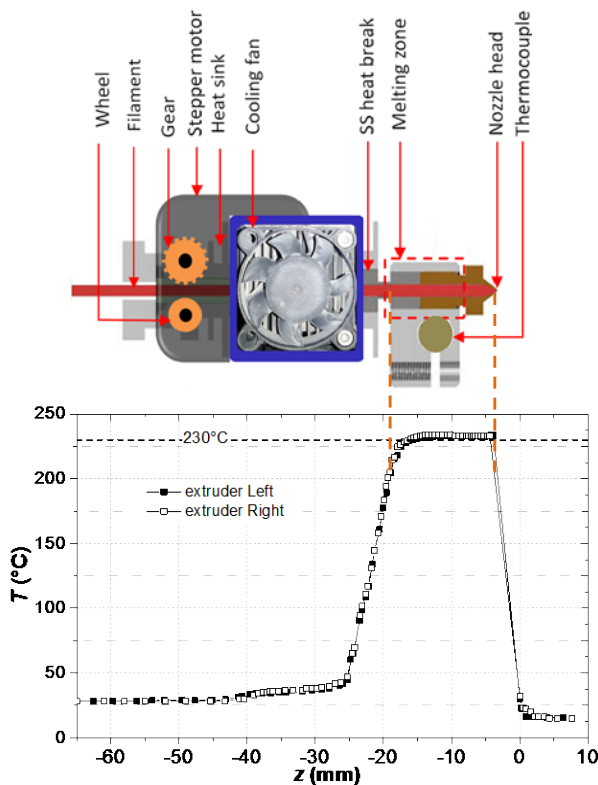 Wheel
Filament
Gear
Stepper motor
Heat sink
Cooling fan
SS heat break
Melting zone
Nozzle head
Thermocouple
250
200
150
100
50
0
T (°C)
230°C
extruder Left
extruder Right
-60 -50 -40 -30 -20 -10 0 10
z (mm)